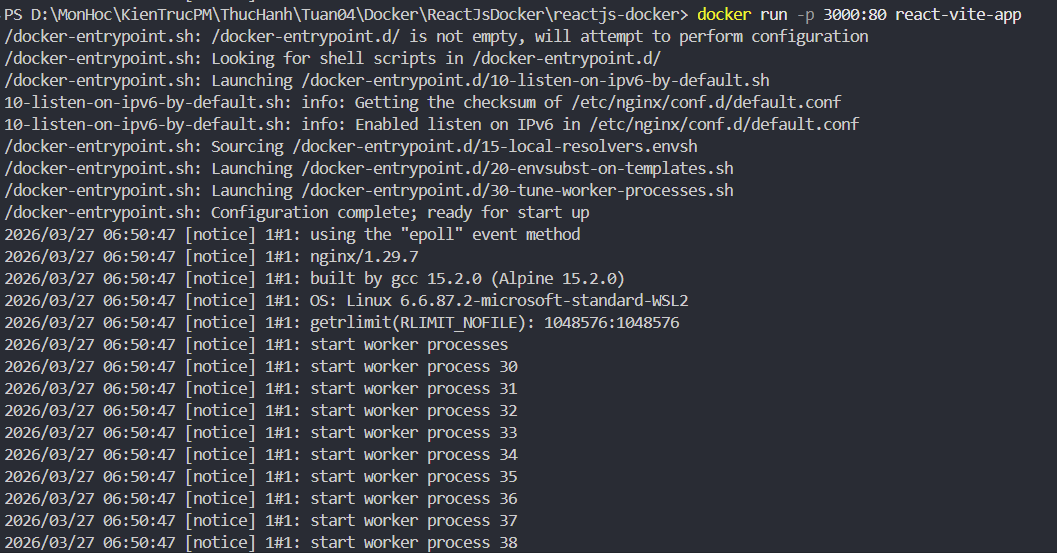 PS D:\MonHoc\KienTrucPM\ThucHanh\Tuan04\Docker\ReactJsDocker\reactjs-docker> docker run -p 3000:80 react-vite-app
/docker-entrypoint.sh: /docker-entrypoint.d/ is not empty, will attempt to perform configuration
/docker-entrypoint.sh: Looking for shell scripts in /docker-entrypoint.d/
/docker-entrypoint.sh: Launching /docker-entrypoint.d/10-listen-on-ipv6-by-default.sh
10-listen-on-ipv6-by-default.sh: info: Getting the checksum of /etc/nginx/conf.d/default.conf
10-listen-on-ipv6-by-default.sh: info: Enabled listen on IPv6 in /etc/nginx/conf.d/default.conf
/docker-entrypoint.sh: Sourcing /docker-entrypoint.d/15-local-resolvers.envsh
/docker-entrypoint.sh: Launching /docker-entrypoint.d/20-envsubst-on-templates.sh
/docker-entrypoint.sh: Launching /docker-entrypoint.d/30-tune-worker-processes.sh
/docker-entrypoint.sh: Configuration complete; ready for start up
2026/03/27 06:50:47 [notice] 1#1: using the "epoll" event method
2026/03/27 06:50:47 [notice] 1#1: nginx/1.29.7
2026/03/27 06:50:47 [notice] 1#1: built by gcc 15.2.0 (Alpine 15.2.0)
2026/03/27 06:50:47 [notice] 1#1: OS: Linux 6.6.87.2-microsoft-standard-WSL2
2026/03/27 06:50:47 [notice] 1#1: getrlimit(RLIMIT_NOFILE): 1048576:1048576
2026/03/27 06:50:47 [notice] 1#1: start worker processes
2026/03/27 06:50:47 [notice] 1#1: start worker process 30
2026/03/27 06:50:47 [notice] 1#1: start worker process 31
2026/03/27 06:50:47 [notice] 1#1: start worker process 32
2026/03/27 06:50:47 [notice] 1#1: start worker process 33
2026/03/27 06:50:47 [notice] 1#1: start worker process 34
2026/03/27 06:50:47 [notice] 1#1: start worker process 35
2026/03/27 06:50:47 [notice] 1#1: start worker process 36
2026/03/27 06:50:47 [notice] 1#1: start worker process 37
2026/03/27 06:50:47 [notice] 1#1: start worker process 38